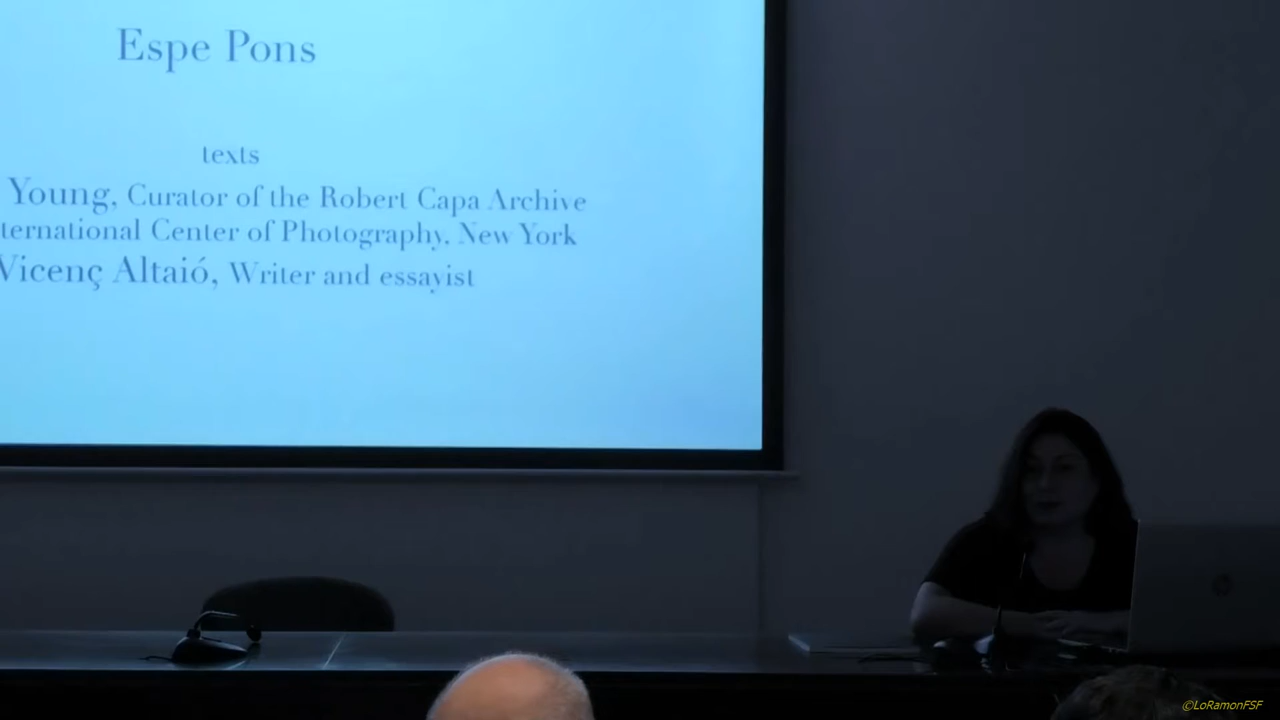 Espe Pons
texts
Young, Curator of the Robert Capa Archive
ternational Center of Photography. New York
Vicenç Altaió, Writer and essayist
©LoRamonFSF